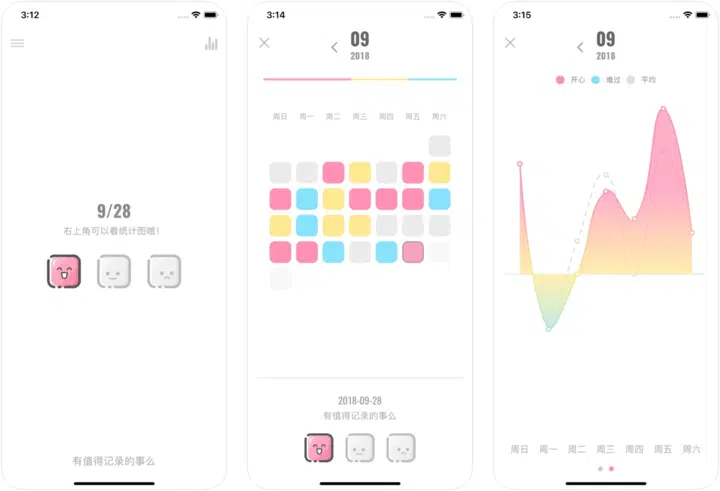 3:12
9/28
右上角可以看统计图哦!
有值得记录的事么
3:14
09
2018
周日 周一 周二 周三 周四 周五 周六
2018-09-28
有值得记录的事么
3:15
09
2018
开心 难过 平均
周日 周一 周二 周三 周四 周五 周六